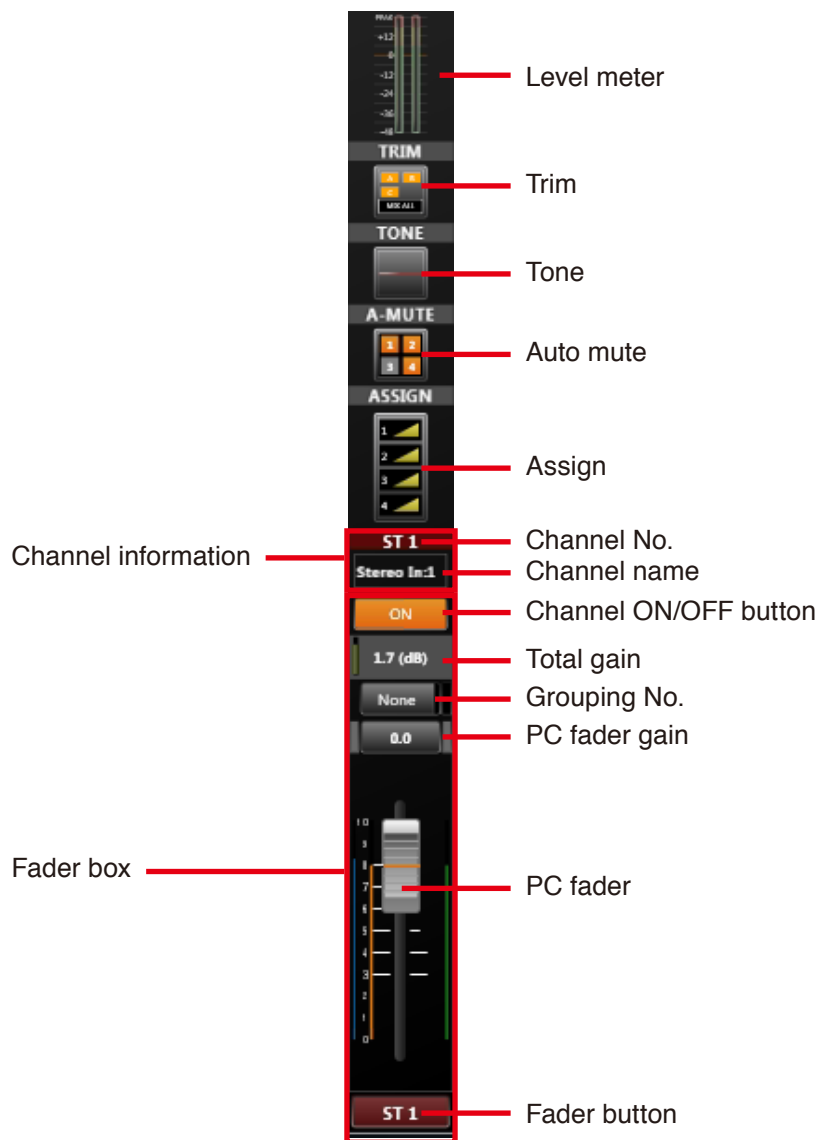 PEAK
+12
0
-12
-24
-36
-48
Level meter
TRIM
A B
C
MIX ALL
Trim
TONE
Tone
A-MUTE
1 2
3 4
Auto mute
ASSIGN
1
2
3
4
Assign
Channel information
ST 1
Channel No.
Stereo In:1
Channel name
ON
Channel ON/OFF button
1.7 (dB)
Total gain
None
Grouping No.
0.0
PC fader gain
10
9
8
7
6
5
4
3
2
1
0
Fader box
PC fader
ST 1
Fader button